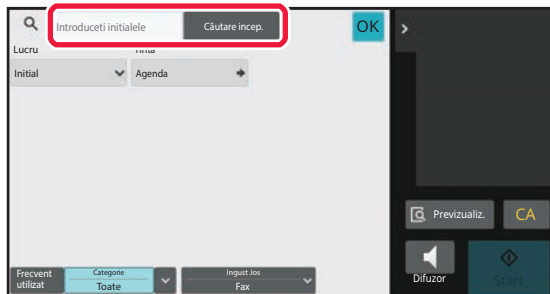 Introduceti initialele
Căutare incep.
OK
Lucru
Initial
Agenda
Previzualiz.
CA
Difuzor
Start
Frecvent
utilizat
Categorie
Toate
Ingust Jos
Fax